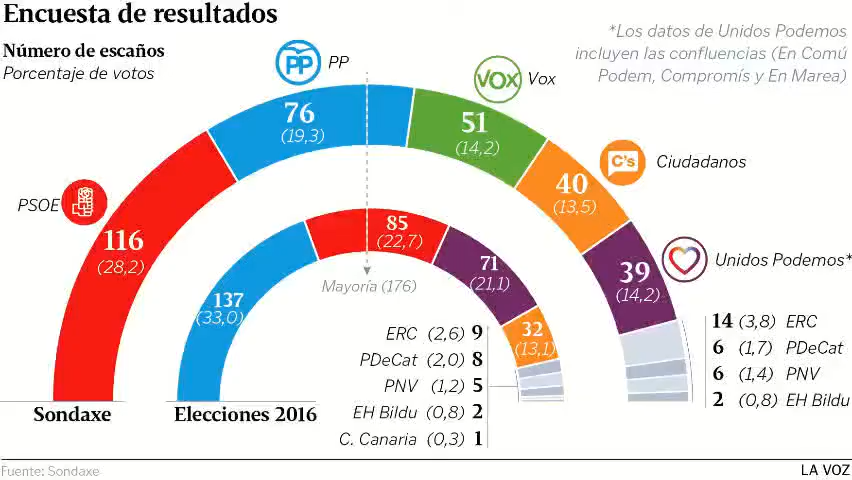 Encuesta de resultados
Número de escaños
Porcentaje de votos
*Los datos de Unidos Podemos
incluyen las confluencias (En Comú
Podem, Compromís y En Marea)
PP
PP
VOX
Vox
76
(19,3)
51
(14,2)
C's
Ciudadanos
40
(13,5)
PSOE
116
(28,2)
85
(22,7)
71
(21,1)
39
(14,2)
Unidos Podemos*
Mayoría (176)
137
(33,0)
32
(13,1)
ERC (2,6) 9
PDeCat (2,0) 8
PNV (1,2) 5
EH Bildu (0,8) 2
C. Canaria (0,3) 1
14 (3,8) ERC
6 (1,7) PDeCat
6 (1,4) PNV
2 (0,8) EH Bildu
Sondaxe
Elecciones 2016
Fuente: Sondaxe
LA VOZ